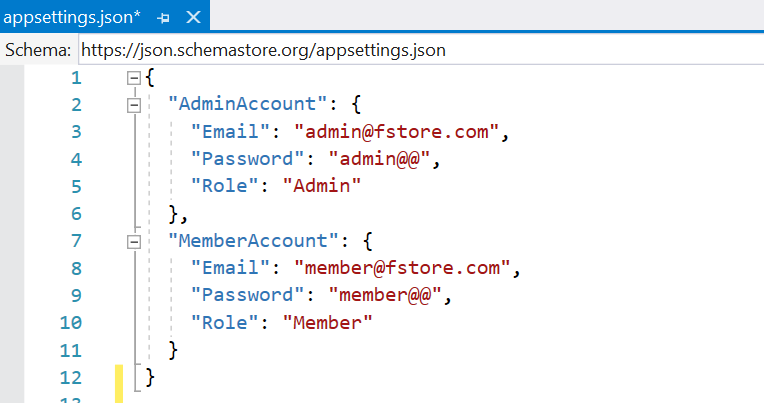 appsettings.json*
Schema: https://json.schemastore.org/appsettings.json
1 {
2 "AdminAccount": {
3 "Email": "admin@fstore.com",
4 "Password": "admin@@",
5 "Role": "Admin"
6 },
7 "MemberAccount": {
8 "Email": "member@fstore.com",
9 "Password": "member@@",
10 "Role": "Member"
11 }
12 }
13